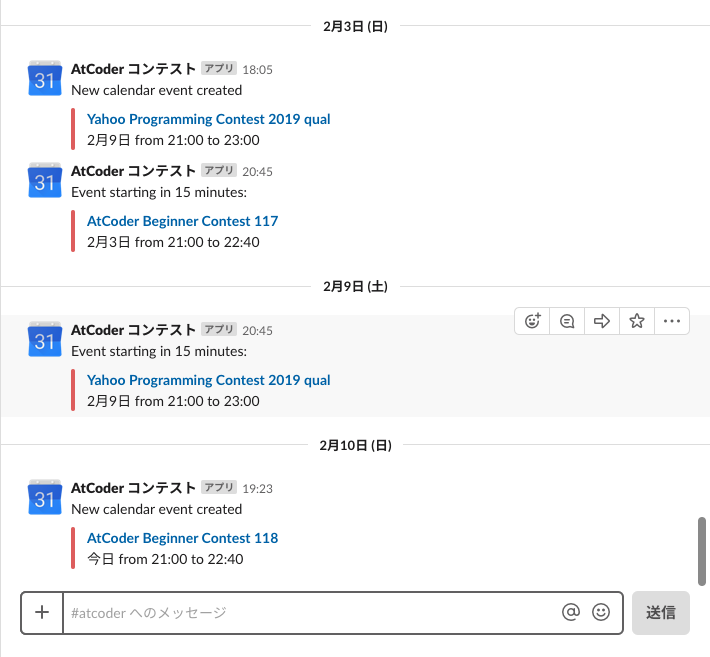 2月3日 (日)
31
AtCoder コンテスト アプリ 18:05
New calendar event created
Yahoo Programming Contest 2019 qual
2月9日 from 21:00 to 23:00
31
AtCoder コンテスト アプリ 20:45
Event starting in 15 minutes:
AtCoder Beginner Contest 117
2月3日 from 21:00 to 22:40
2月9日 (土)
31
AtCoder コンテスト アプリ 20:45
Event starting in 15 minutes:
Yahoo Programming Contest 2019 qual
2月9日 from 21:00 to 23:00
2月10日 (日)
31
AtCoder コンテスト アプリ 19:23
New calendar event created
AtCoder Beginner Contest 118
今日 from 21:00 to 22:40
#atcoder へのメッセージ
送信